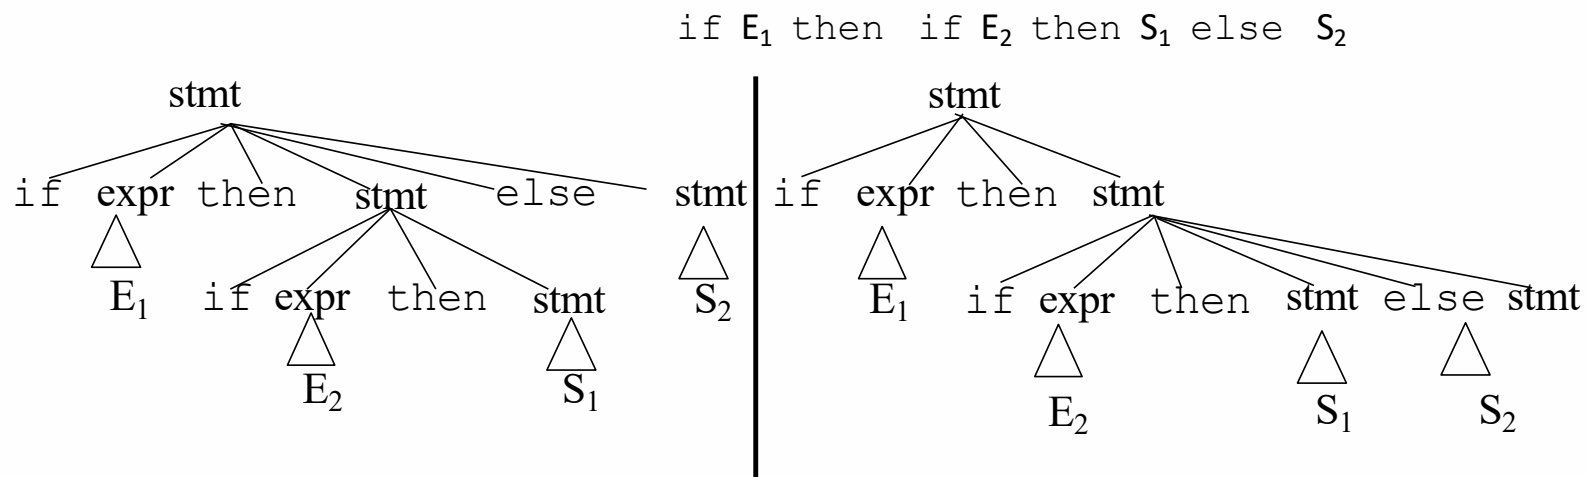 if E₁ then if E₂ then S₁ else S₂
stmt
if expr then stmt else stmt
E₁ if expr then stmt S₂
E₂ S₁
stmt
if expr then stmt
E₁ if expr then stmt else stmt
E₂ S₁ S₂